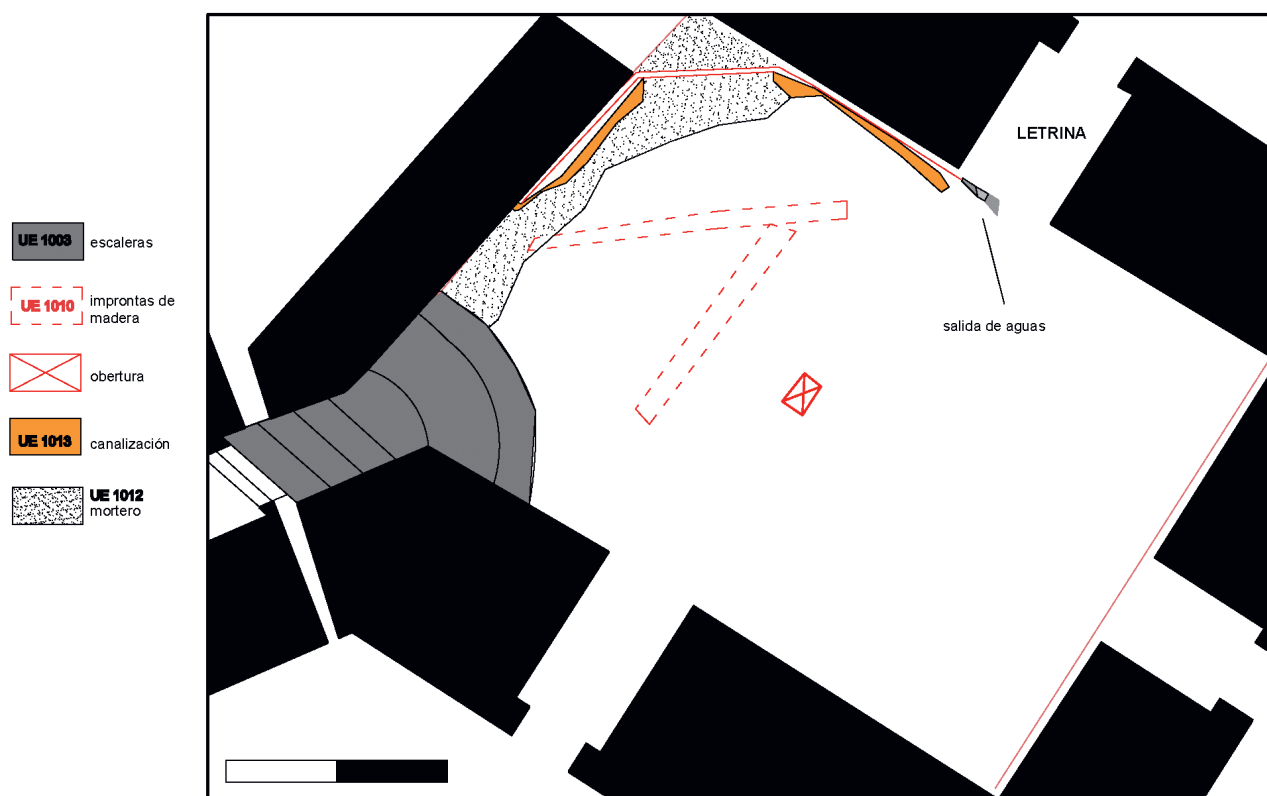 LETRINA
UE 1003 escaleras
UE 1010 improntas de
madera
salida de aguas
obertura
UE 1013 canalización
UE 1012
mortero